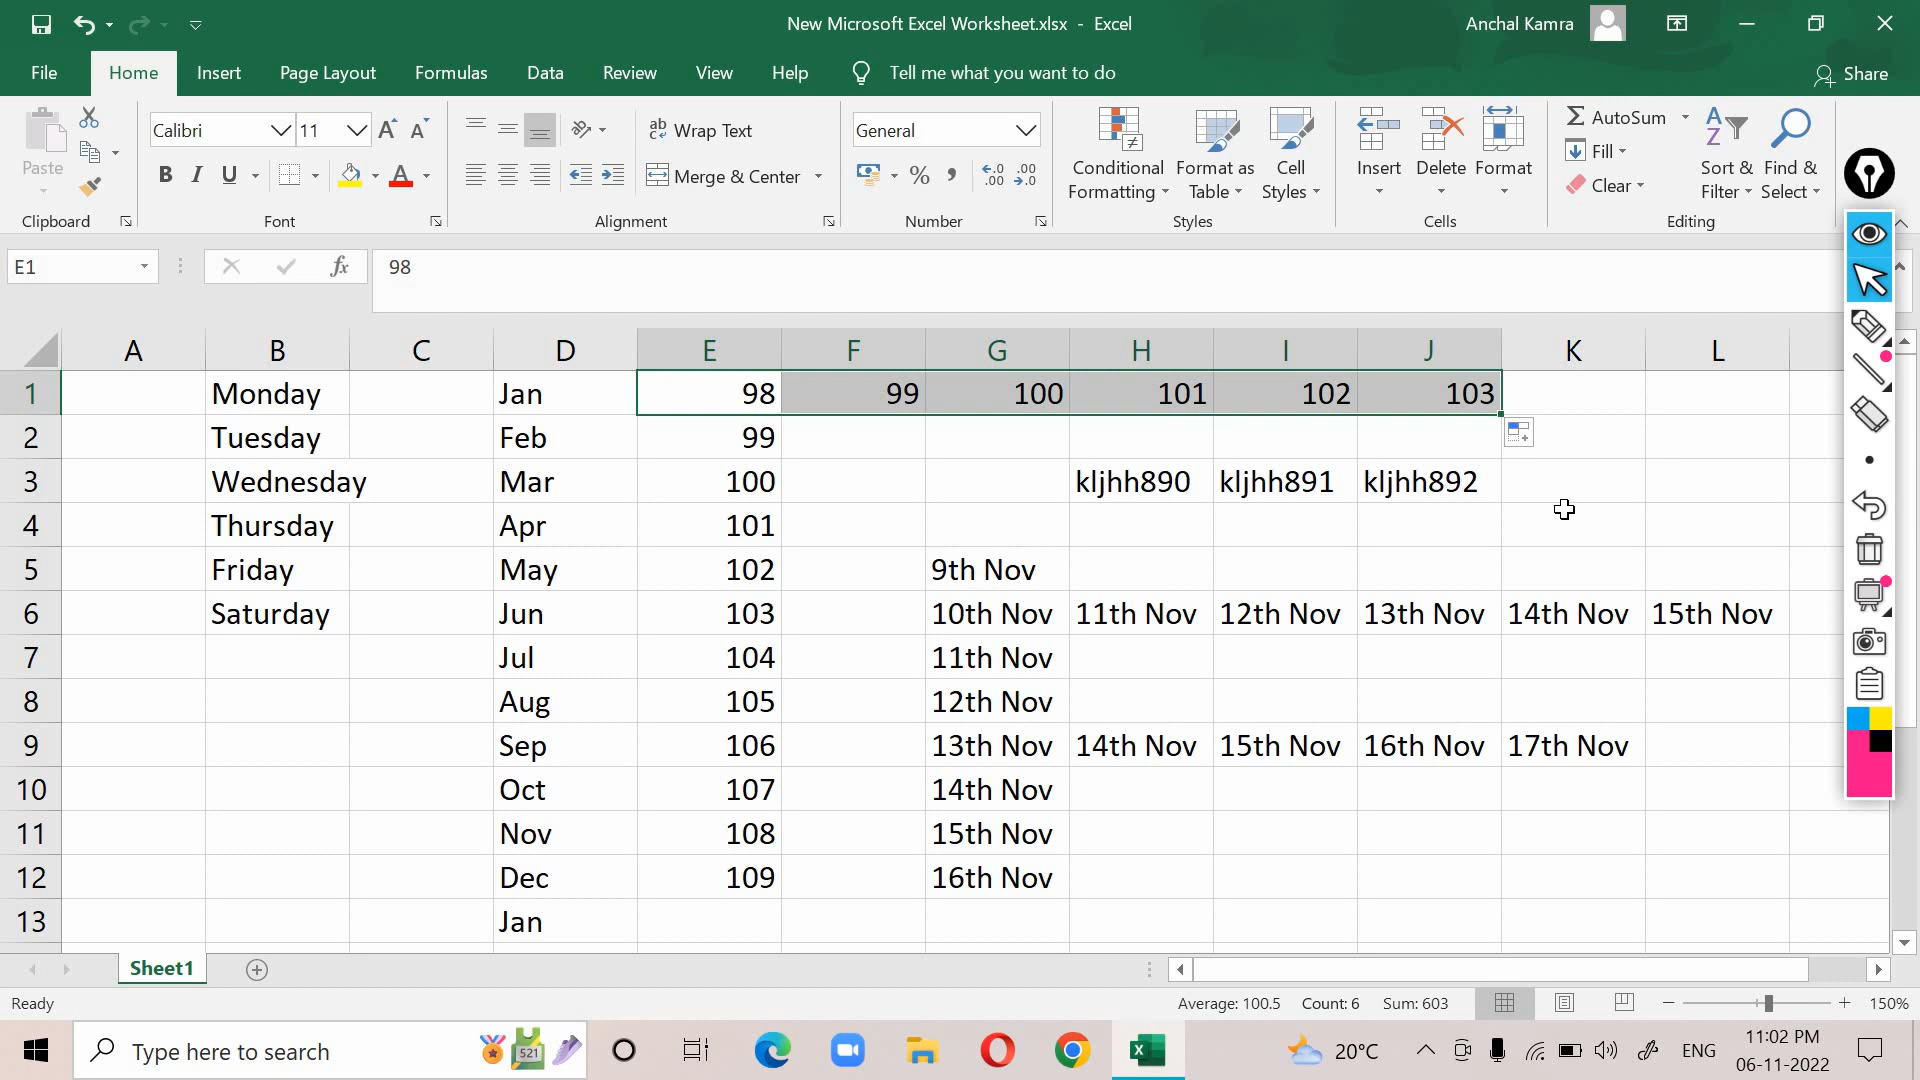 New Microsoft Excel Worksheet.xlsx - Excel
Anchal Kamra
File Home Insert Page Layout Formulas Data Review View Help Tell me what you want to do Share
Paste
Clipboard
Calibri 11
B I U
Font
Wrap Text
Merge & Center
Alignment
General
Number
Conditional Formatting
Format as Table
Cell Styles
Styles
Insert Delete Format
Cells
AutoSum
Fill
Clear
Sort & Filter
Find & Select
Editing
E1 fx 98
A B C D E F G H I J K L
1 Monday Jan 98 99 100 101 102 103
2 Tuesday Feb 99
3 Wednesday Mar 100 kljhh890 kljhh891 kljhh892
4 Thursday Apr 101
5 Friday May 102 9th Nov
6 Saturday Jun 103 10th Nov 11th Nov 12th Nov 13th Nov 14th Nov 15th Nov
7 Jul 104 11th Nov
8 Aug 105 12th Nov
9 Sep 106 13th Nov 14th Nov 15th Nov 16th Nov 17th Nov
10 Oct 107 14th Nov
11 Nov 108 15th Nov
12 Dec 109 16th Nov
13 Jan
Sheet1
Ready Average: 100.5 Count: 6 Sum: 603 150%
Type here to search 521 20°C ENG 11:02 PM
06-11-2022